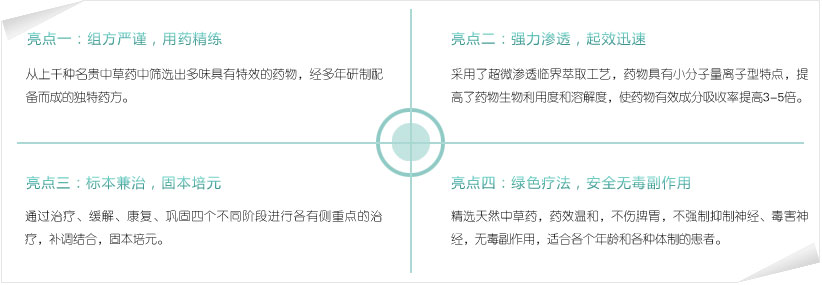 亮点一：组方严谨，用药精练
从上千种名贵中草药中筛选出多味具有特效的药物，经多年研制配
备而成的独特药方。
亮点二：强力渗透，起效迅速
采用了超微渗透临界萃取工艺，药物具有小分子量离子型特点，提
高了药物生物利用度和溶解度，使药物有效成分吸收率提高3-5倍。
亮点三：标本兼治，固本培元
通过治疗、缓解、康复、巩固四个不同阶段进行各有侧重点的治
疗，补调结合，固本培元。
亮点四：绿色疗法，安全无毒副作用
精选天然中草药，药效温和，不伤脾胃，不强制抑制神经、毒害神
经，无毒副作用，适合各个年龄和各种体制的患者。